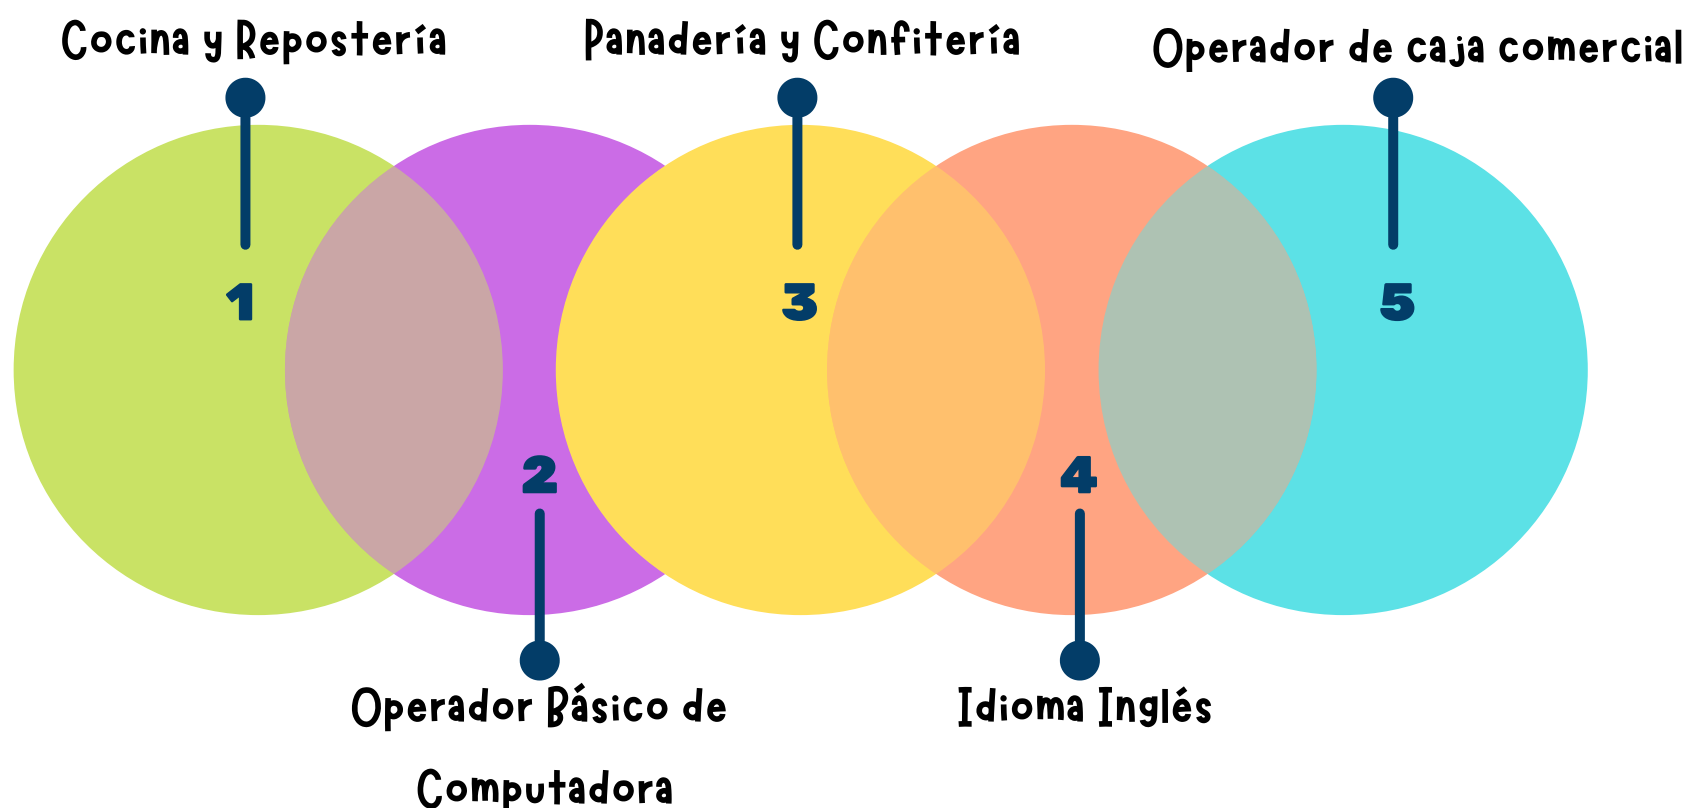 Cocina y Repostería
Panadería y Confitería
Operador de caja comercial
1
3
5
2
4
Operador Básico de
Computadora
Idioma Inglés